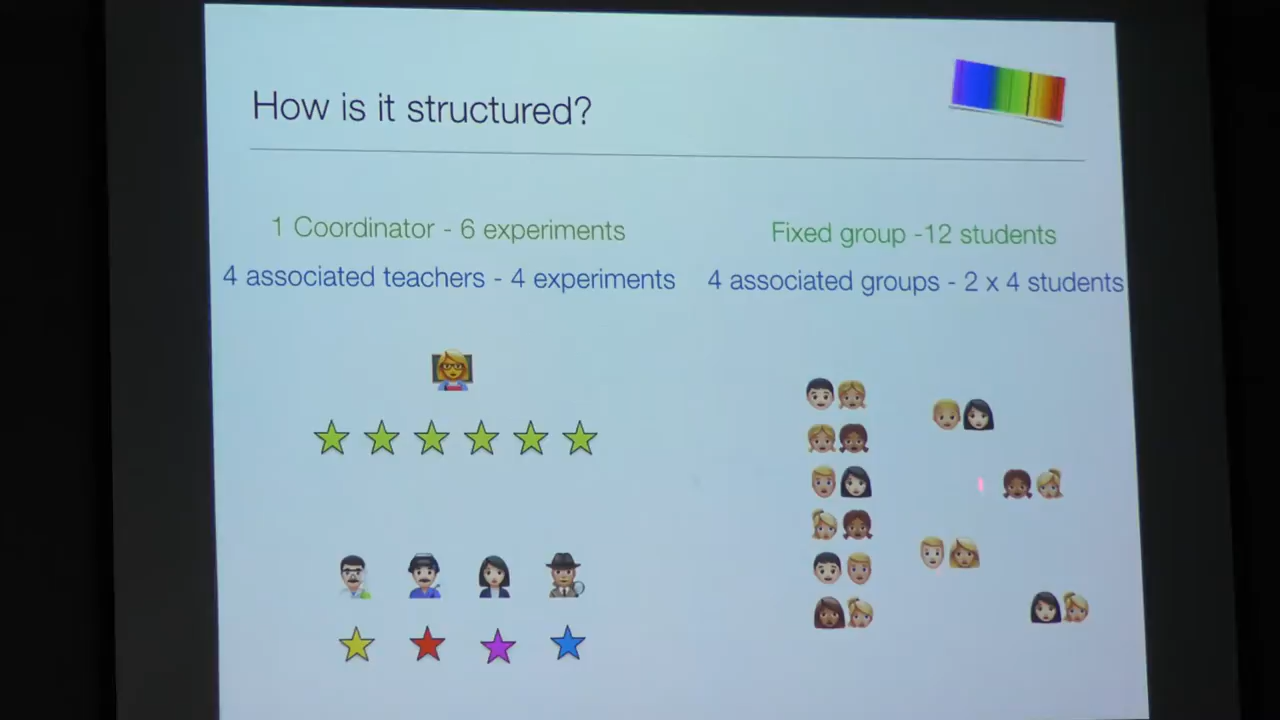 How is it structured?
1 Coordinator - 6 experiments
4 associated teachers - 4 experiments
Fixed group -12 students
4 associated groups - 2 x 4 students